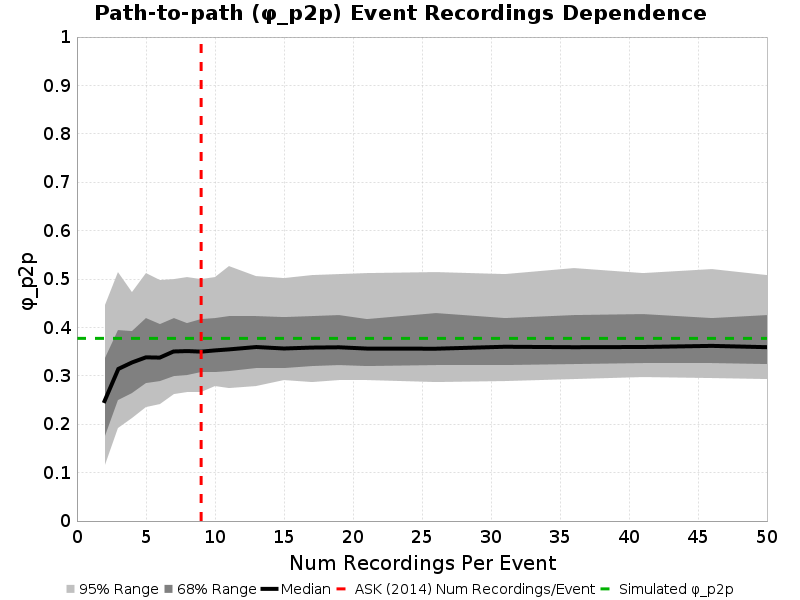 Path-to-path (φ_p2p) Event Recordings Dependence
1
0.9
0.8
0.7
0.6
0.5
0.4
0.3
0.2
0.1
0
φ_p2p
0 5 10 15 20 25 30 35 40 45 50
Num Recordings Per Event
95% Range 68% Range Median ASK (2014) Num Recordings/Event Simulated φ_p2p